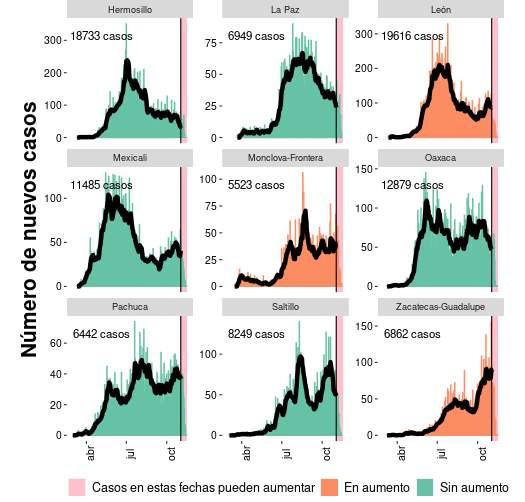 Número de nuevos casos
Hermosillo
La Paz
León
18733 casos
6949 casos
19616 casos
300
200
100
0
75
50
25
0
300
200
100
0
Mexicali
Monclova-Frontera
Oaxaca
11485 casos
5523 casos
12879 casos
100
50
0
100
75
50
25
0
150
100
50
0
Pachuca
Saltillo
Zacatecas-Guadalupe
6442 casos
8249 casos
6862 casos
60
40
20
0
100
50
0
150
100
50
0
abr
jul
oct
abr
jul
oct
abr
jul
oct
Casos en estas fechas pueden aumentar
En aumento
Sin aumento